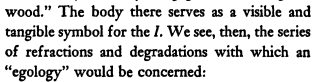 wood.” The body there serves as a visible and
tangible symbol for the I. We see, then, the series
of refractions and degradations with which an
“egology” would be concerned: